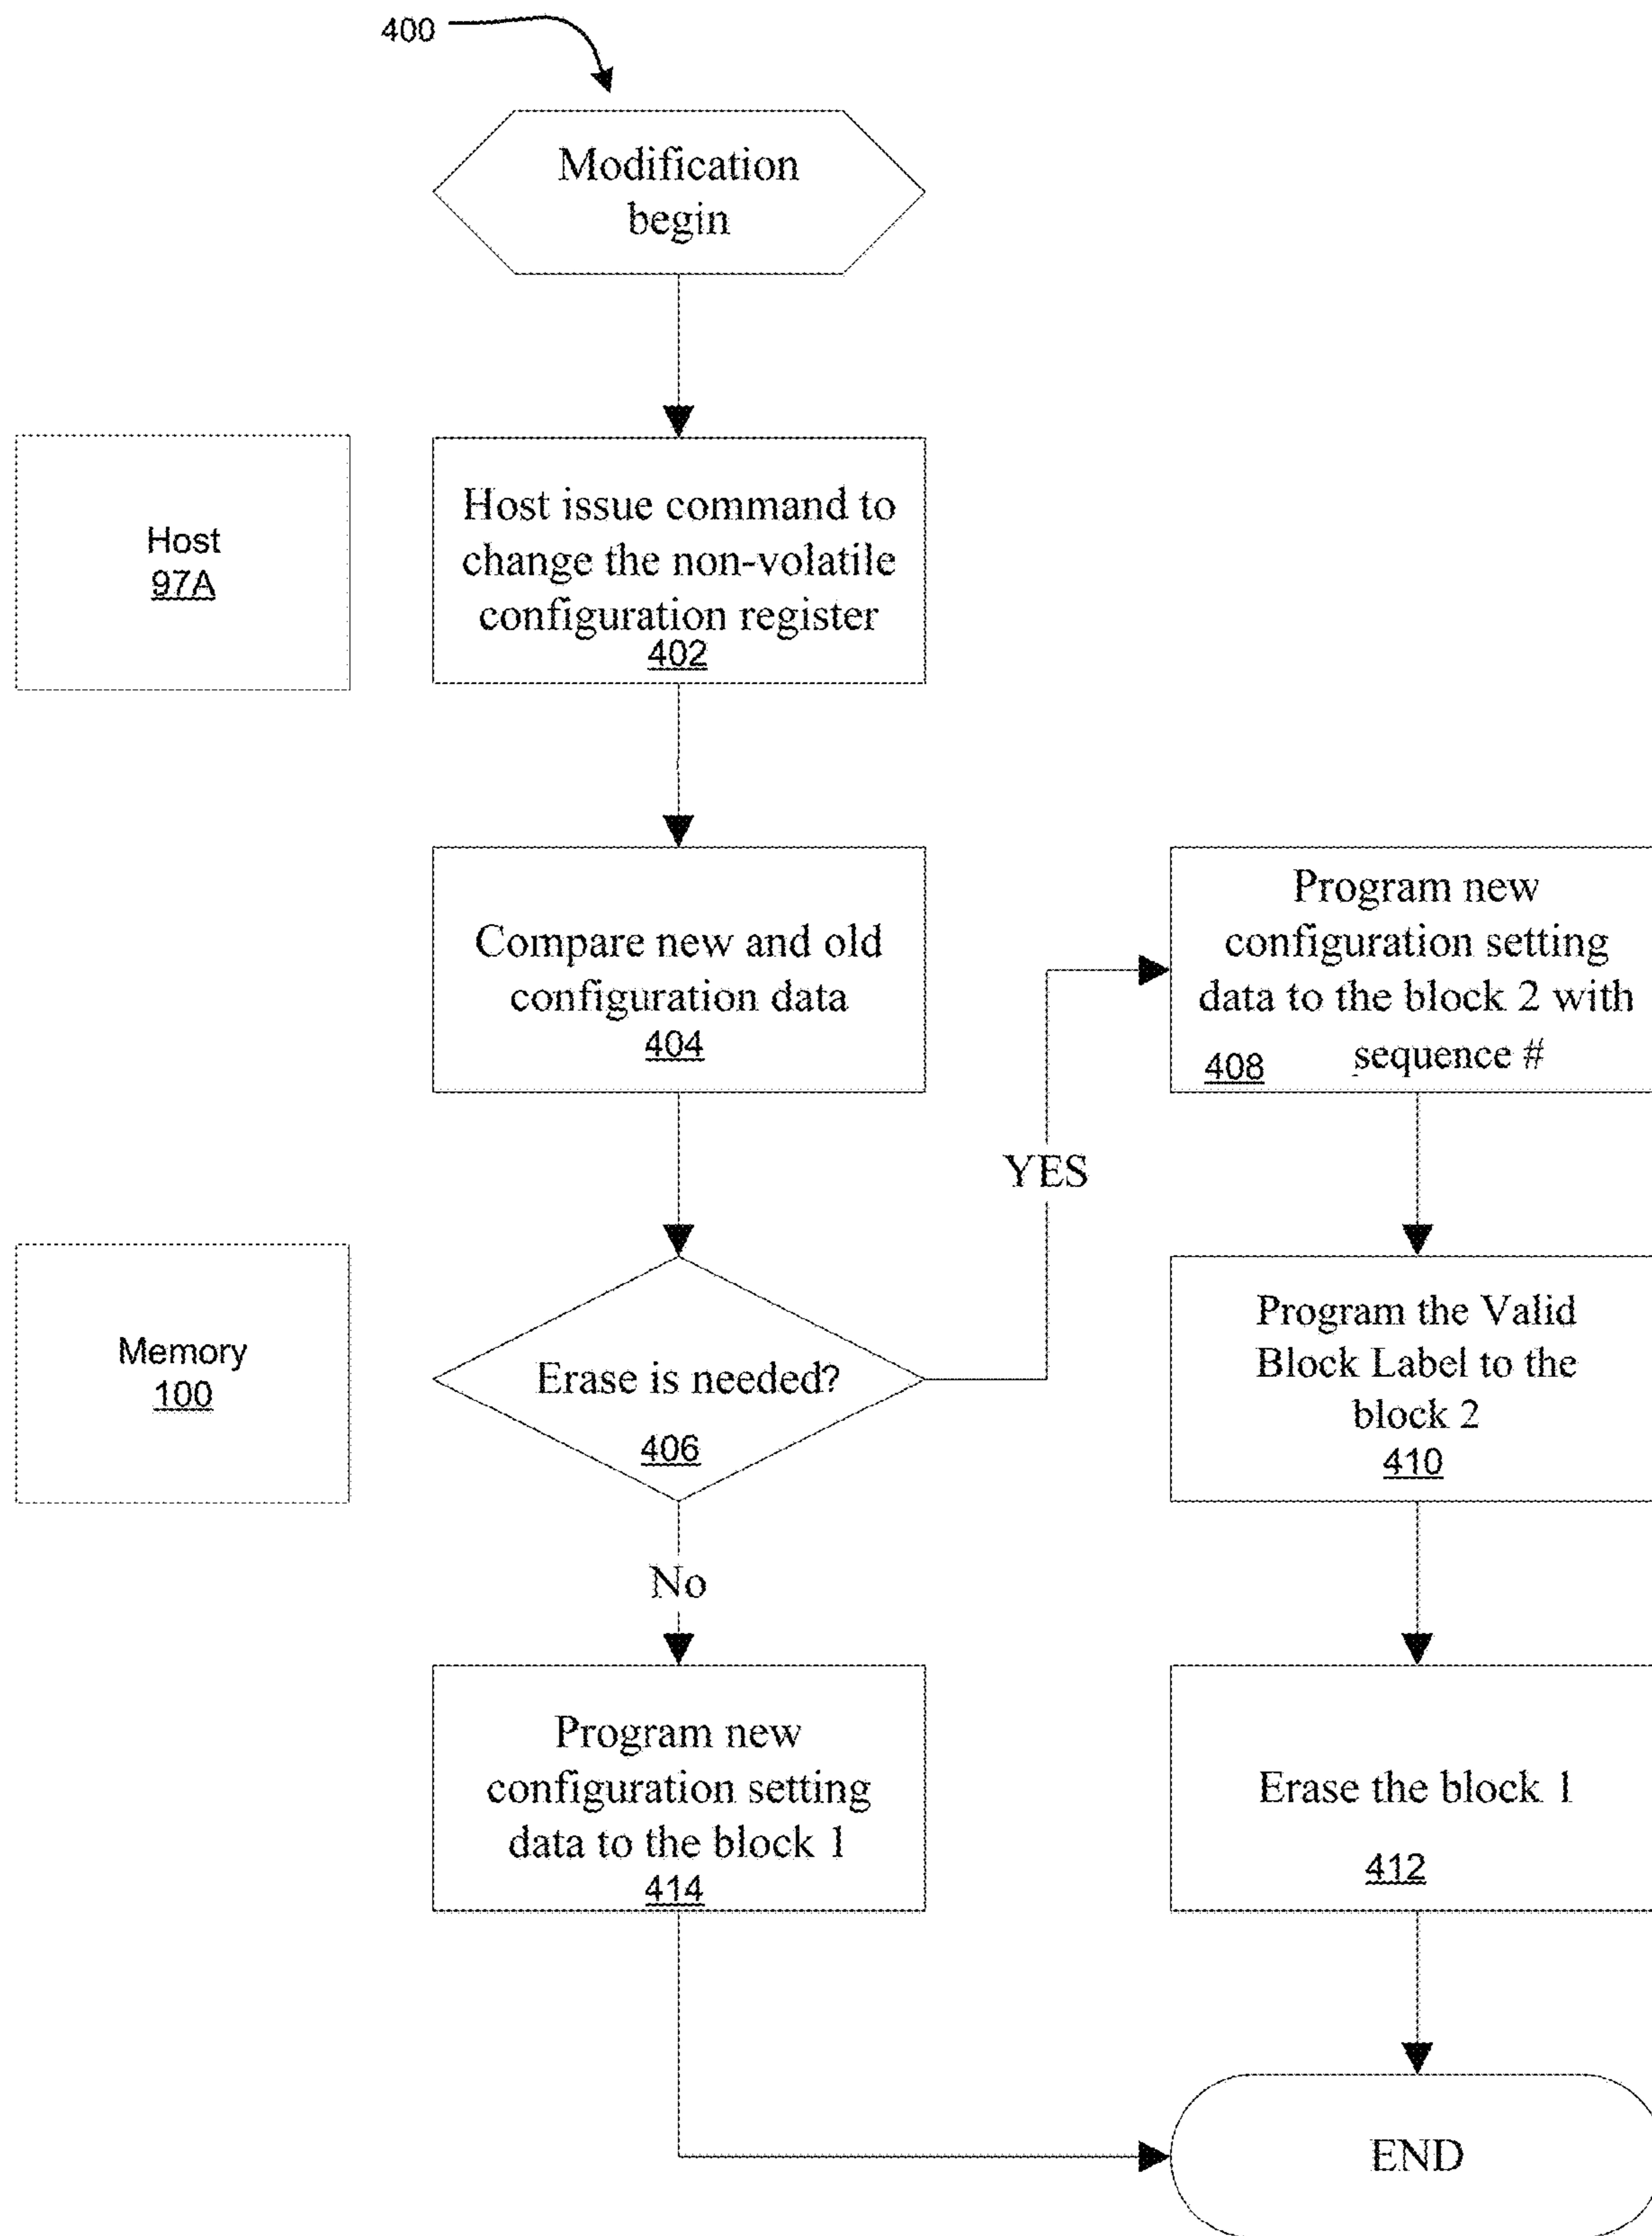 400
Modification
begin
Host
97A
Host issue command to
change the non-volatile
configuration register
402
Compare new and old
configuration data
404
Program new
configuration setting
data to the block 2 with
sequence #
408
YES
Memory
100
Erase is needed?
406
Program the Valid
Block Label to the
block 2
410
No
Program new
configuration setting
data to the block 1
414
Erase the block 1
412
END